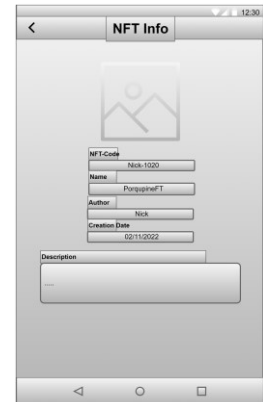 12:30
NFT Info
NFT-Code
Nick-1020
Name
PorqupineFT
Author
Nick
Creation Date
02/11/2022
Description
....